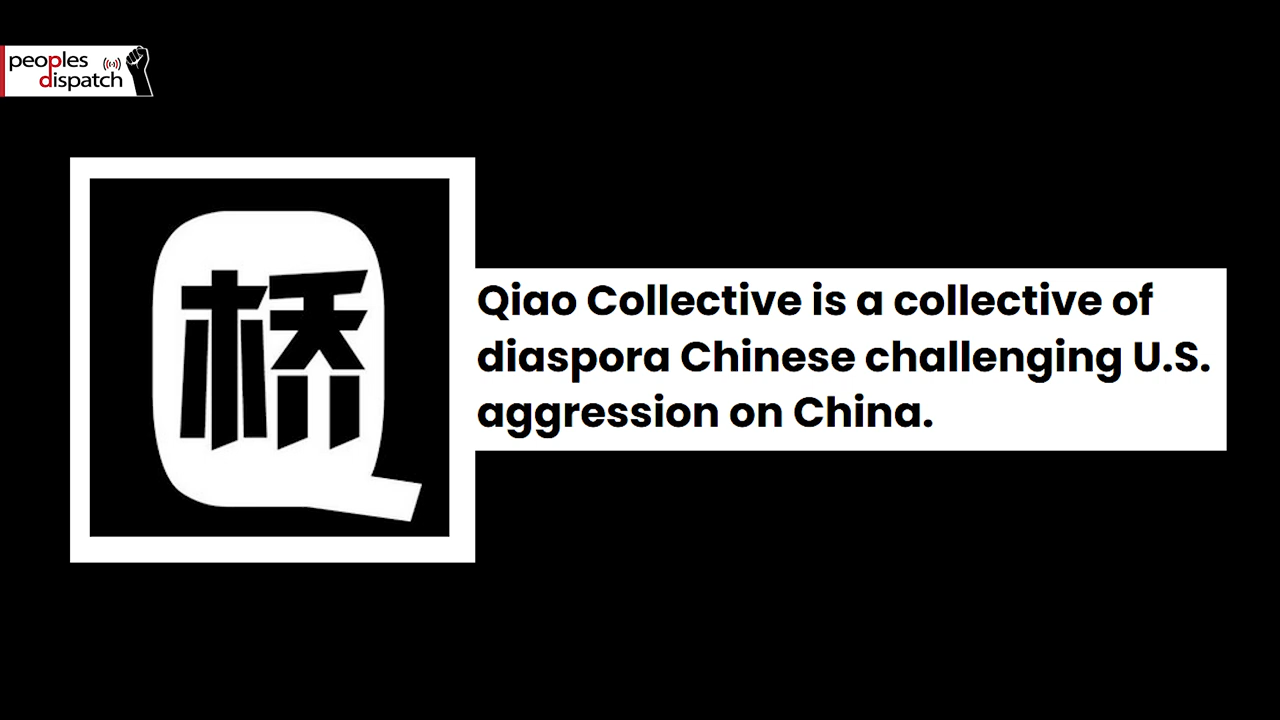 peoples
dispatch
桥
Qiao Collective is a collective of
diaspora Chinese challenging U.S.
aggression on China.